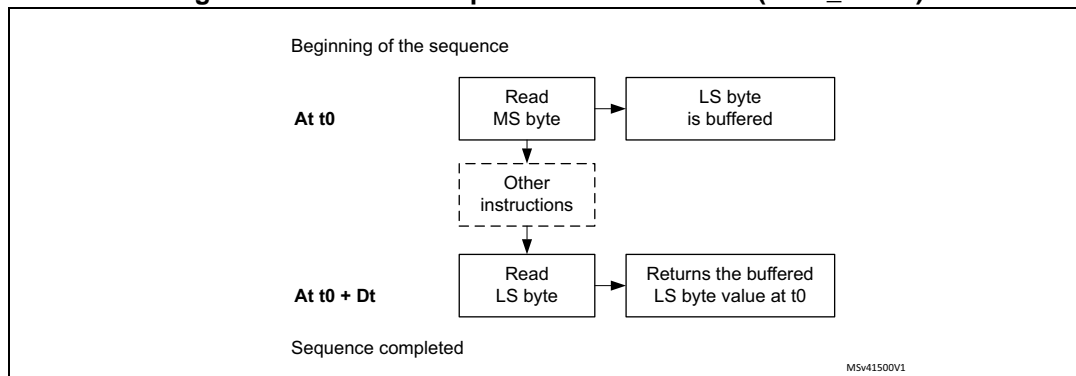 Beginning of the sequence
At t0
Read
MS byte
LS byte
is buffered
Other
instructions
At t0 + Dt
Read
LS byte
Returns the buffered
LS byte value at t0
Sequence completed
MSv41500V1